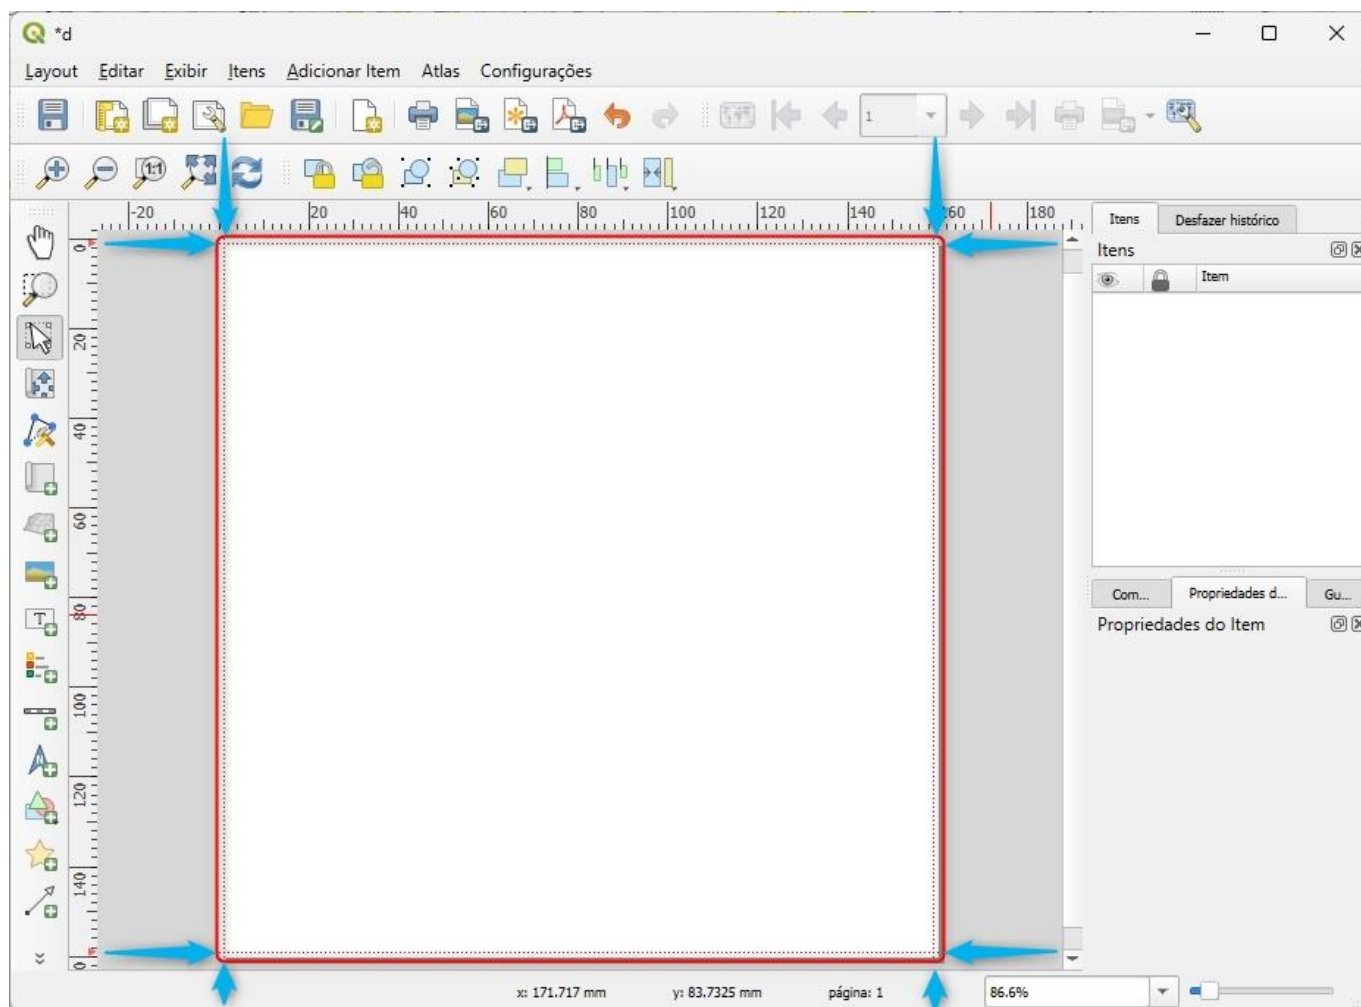 *d
Layout Editar Exibir Itens Adicionar Item Atlas Configurações
1
1:1
-20 20 40 60 80 100 120 140 160 180
Itens Desfazer histórico
Itens
Item
0
20
40
60
80
100
120
140
Com... Propriedades d... Gu...
Propriedades do Item
T
x: 171.717 mm y: 83.7325 mm página: 1 86.6%